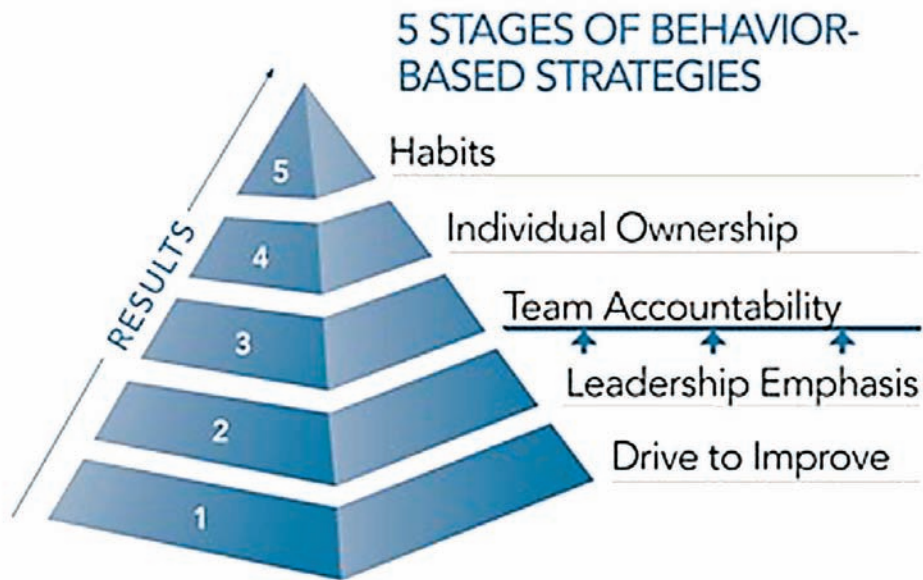 5 STAGES OF BEHAVIOR-
BASED STRATEGIES
5
Habits
4
Individual Ownership
RESULTS
3
Team Accountability
2
Leadership Emphasis
1
Drive to Improve